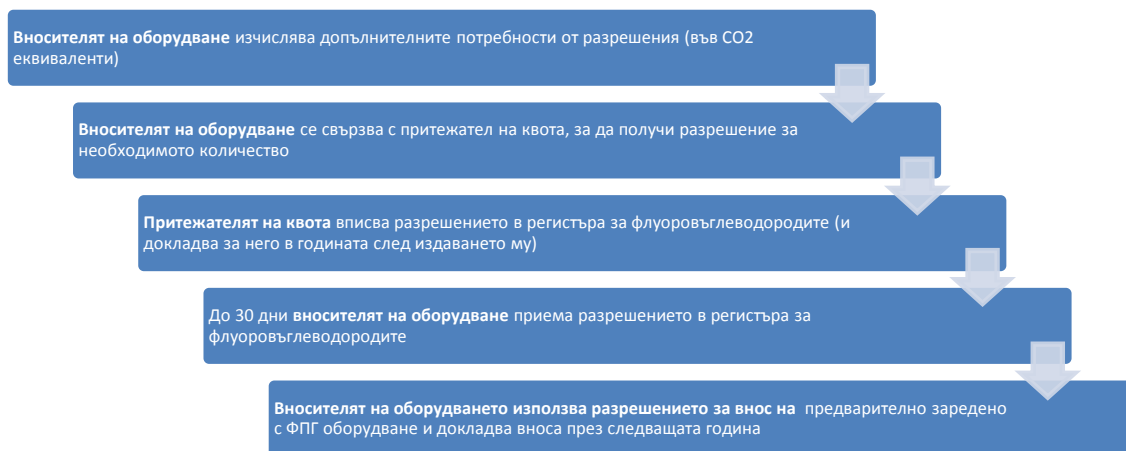 Вносителят на оборудване изчислява допълнителните потребности от разрешения (във CO2
еквиваленти)
Вносителят на оборудване се свързва с притежател на квота, за да получи разрешение за
необходимото количество
Притежателят на квота вписва разрешението в регистъра за флуоровъглеводородите (и
докладва за него в годината след издаването му)
До 30 дни вносителят на оборудване приема разрешението в регистъра за
флуоровъглеводородите
Вносителят на оборудването използва разрешението за внос на предварително заредено
с ФПГ оборудване и докладва вноса през следващата година